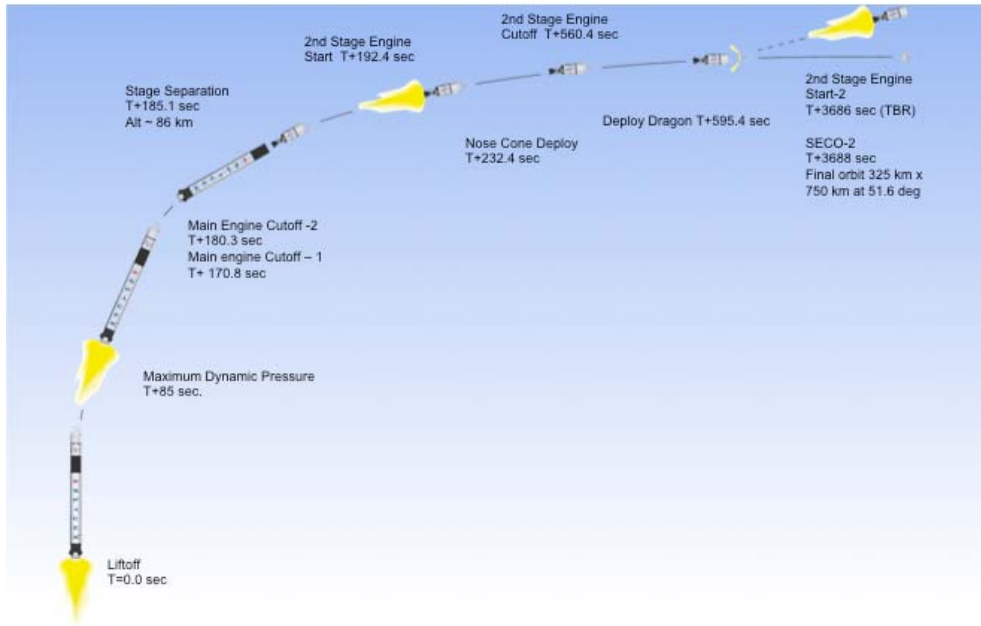 2nd Stage Engine
Cutoff T+560.4 sec
2nd Stage Engine
Start T+192.4 sec
Stage Separation
T+185.1 sec
Alt ~ 86 km
2nd Stage Engine
Start-2
T+3686 sec (TBR)
SECO-2
T+3688 sec
Final orbit 325 km x
750 km at 51.6 deg
Deploy Dragon T+595.4 sec
Nose Cone Deploy
T+232.4 sec
Main Engine Cutoff -2
T+180.3 sec
Main engine Cutoff – 1
T+ 170.8 sec
Maximum Dynamic Pressure
T+85 sec.
Liftoff
T=0.0 sec